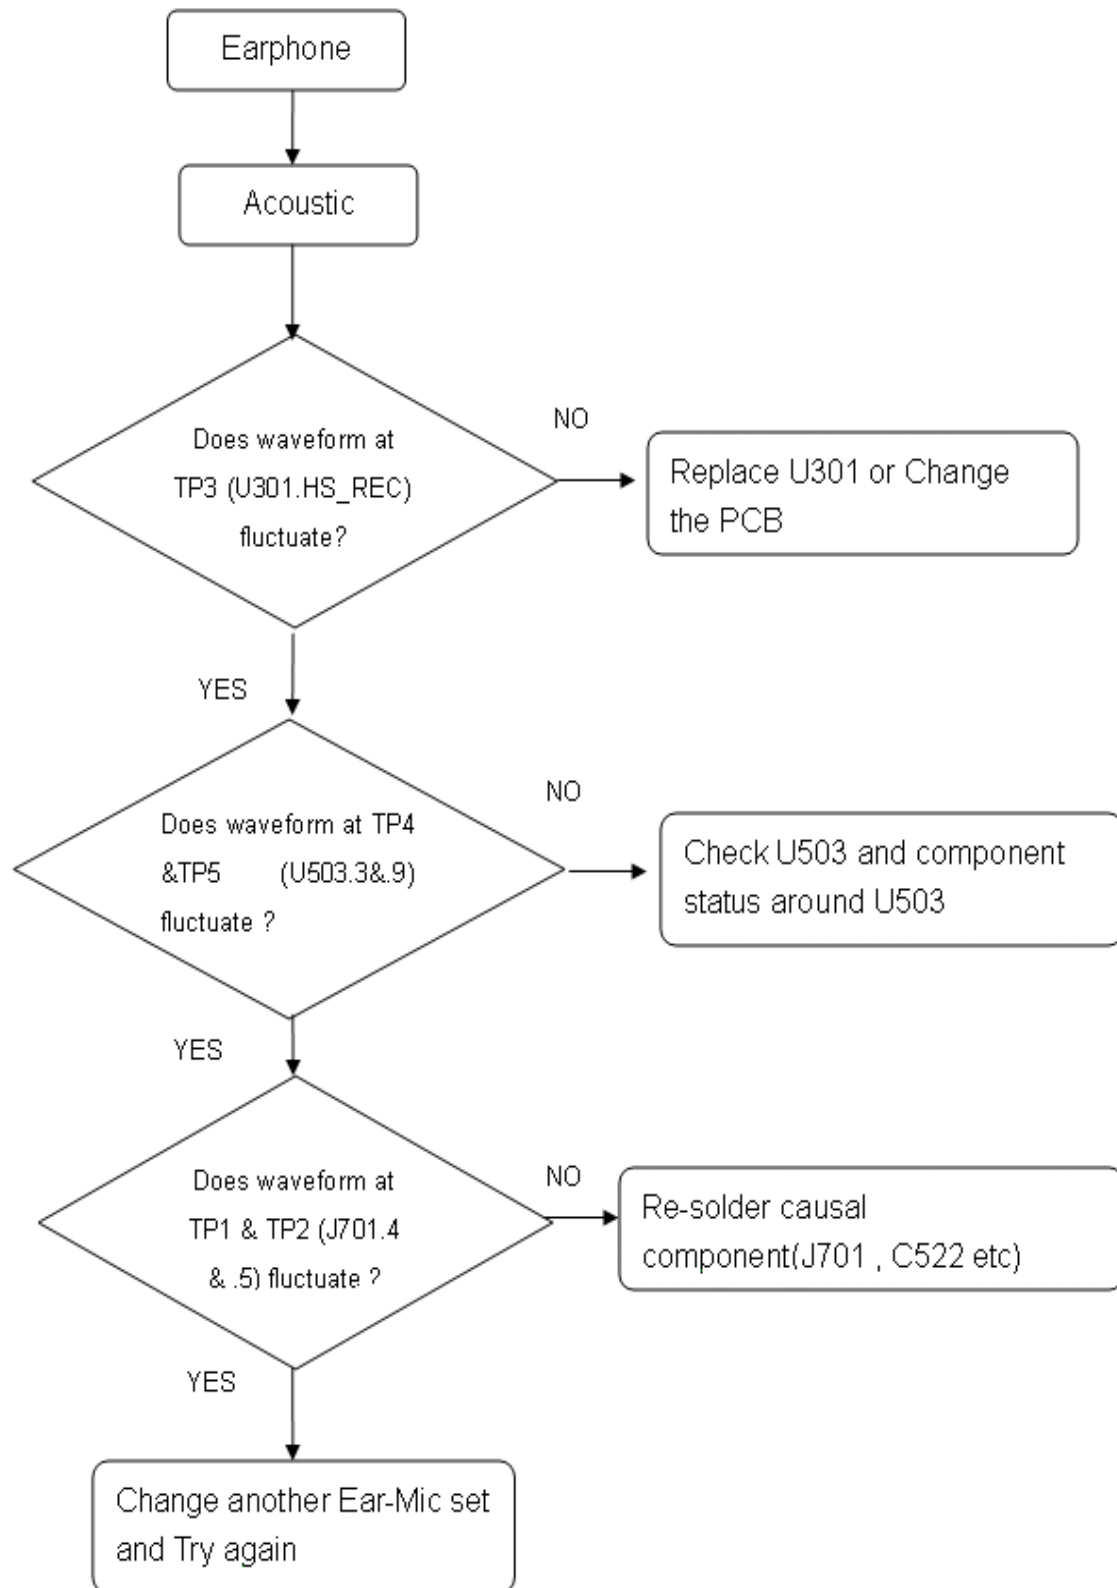 Earphone
Acoustic
Does waveform at
TP3 (U301.HS_REC)
fluctuate?
NO
Replace U301 or Change
the PCB
YES
Does waveform at TP4
&TP5 (U503.3&.9)
fluctuate ?
NO
Check U503 and component
status around U503
YES
Does waveform at
TP1 & TP2 (J701.4
& .5) fluctuate ?
NO
Re-solder causal
component(J701 , C522 etc)
YES
Change another Ear-Mic set
and Try again